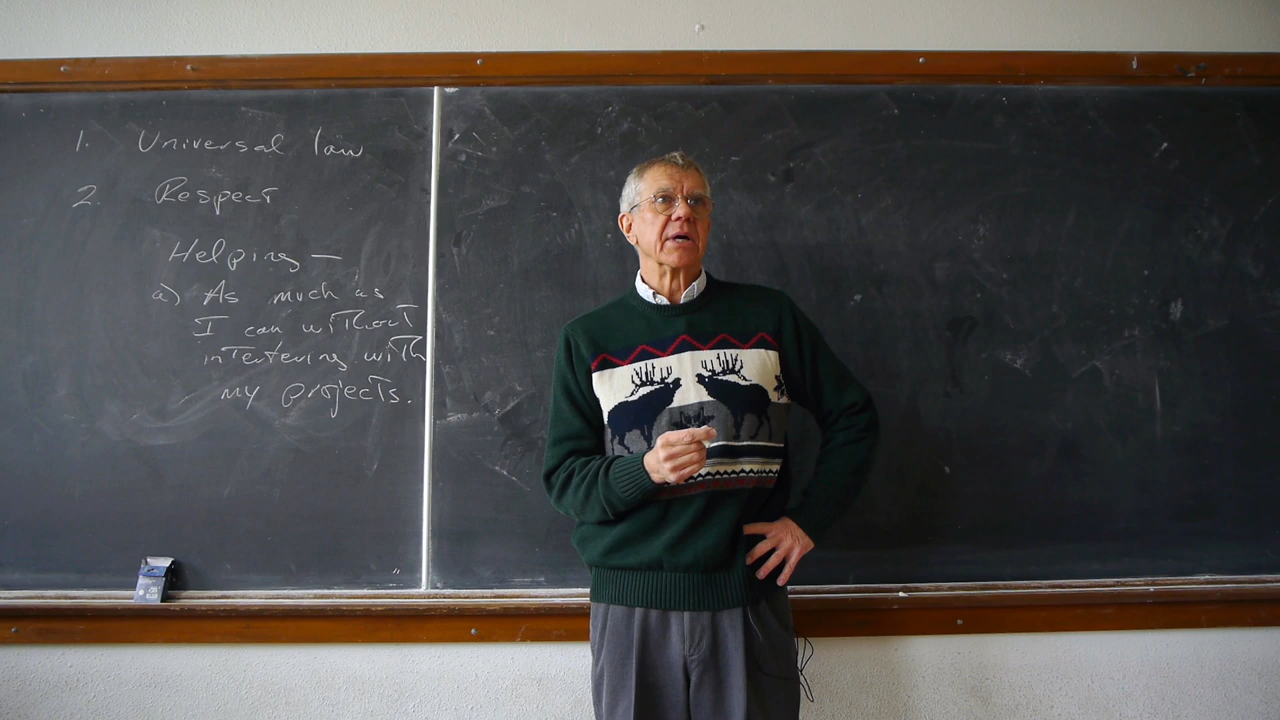 1. Universal law
2. Respect
Helping —
a) As much as
I can without
interfering with
my projects.